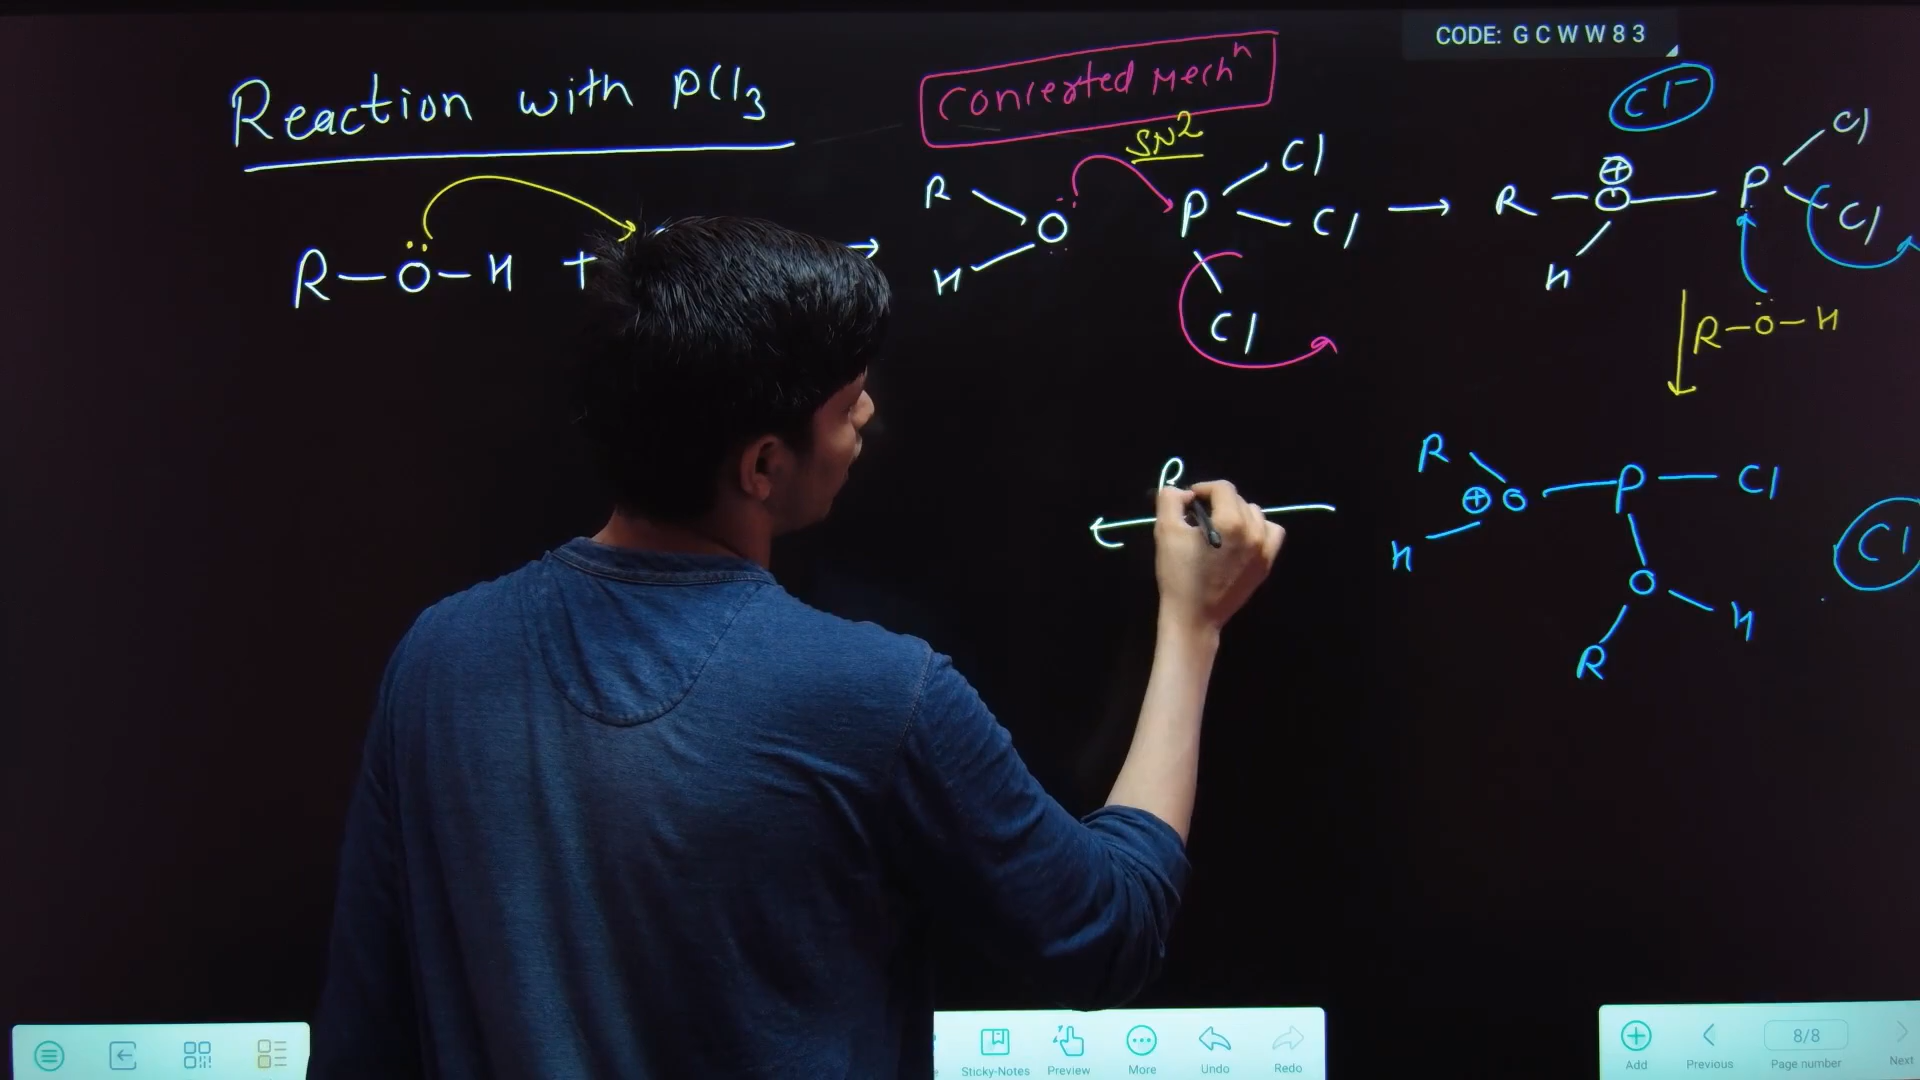 CODE: GCWW83
Reaction with PCl3
Concerted Mechⁿ
SN2
Cl⁻
R–Ö–H +
→
R
H
Ö
P
Cl
Cl
Cl
→
R–O–P
⊕
H
Cl
Cl
R–Ö–H
R
⊕ O–P–Cl
H
O
H
R
Cl
R
Sticky-Notes
Preview
More
Undo
Redo
Add
Previous
8/8
Page number
Next